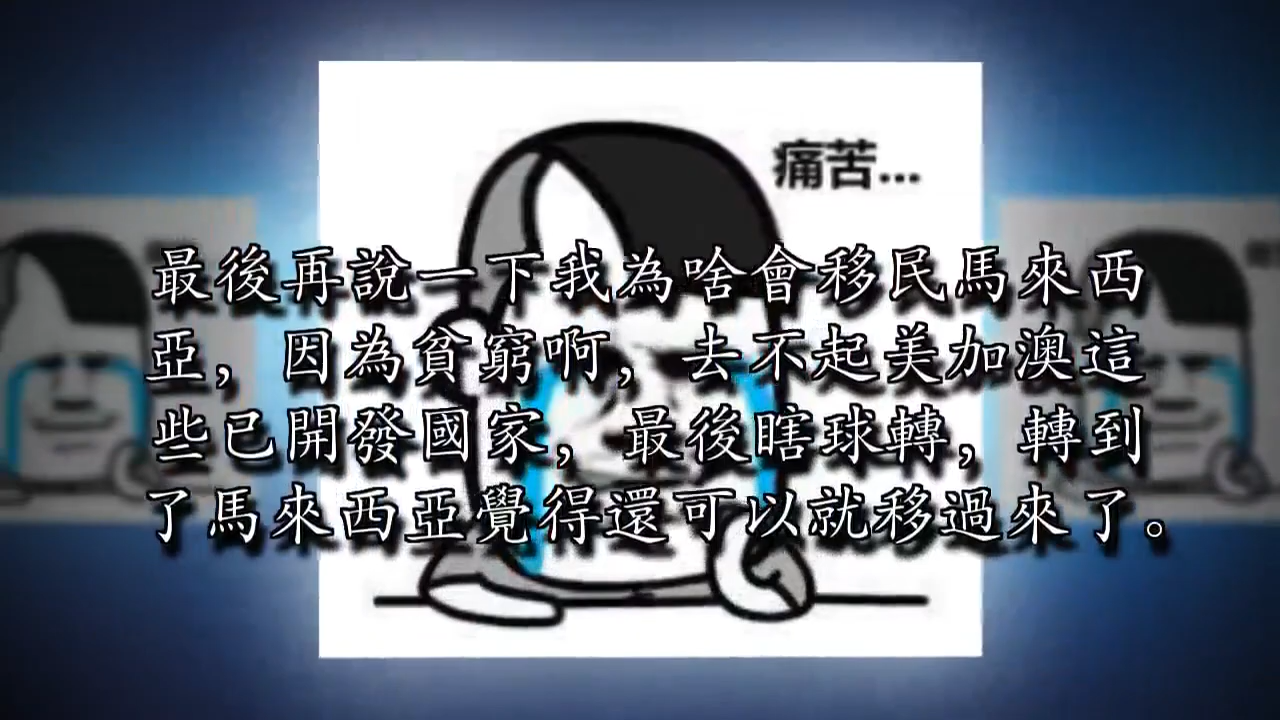 痛苦...
最後再說一下我為啥會移民馬來西
亞，因為貧窮啊，去不起美加澳這
些已開發國家，最後瞎球轉，轉到
了馬來西亞覺得還可以就移過來了。